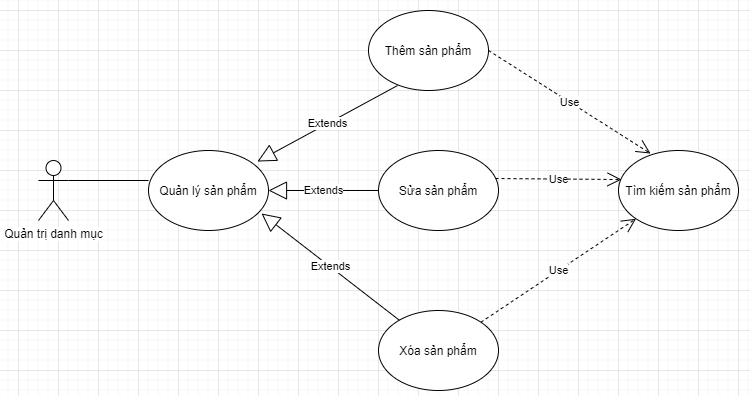 Thêm sản phẩm
Use
Extends
Quản lý sản phẩm
Extends
Sửa sản phẩm
Use
Tìm kiếm sản phẩm
Quản trị danh mục
Extends
Use
Xóa sản phẩm